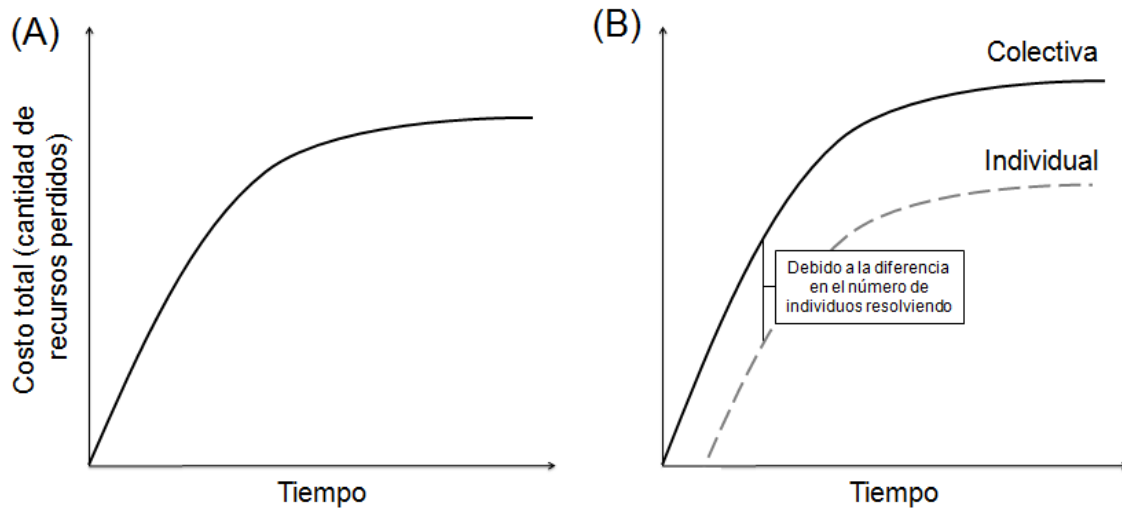 (A)
Costo total (cantidad de
recursos perdidos)
Tiempo
(B)
Colectiva
Individual
Debido a la diferencia
en el número de
individuos resolviendo
Tiempo